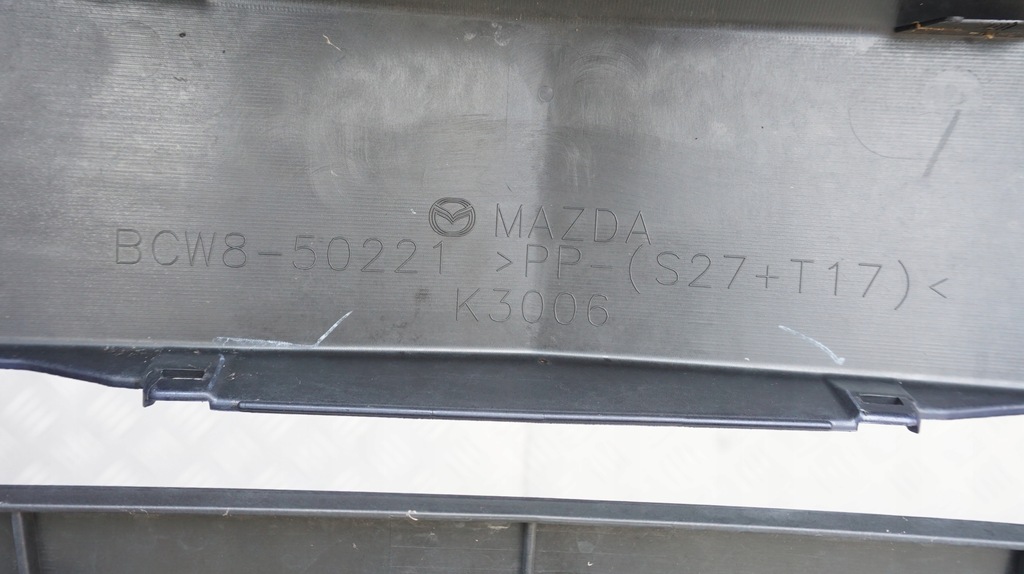 MAZDA
BCW8-50221 >PP-(S27+T17)<
K3006